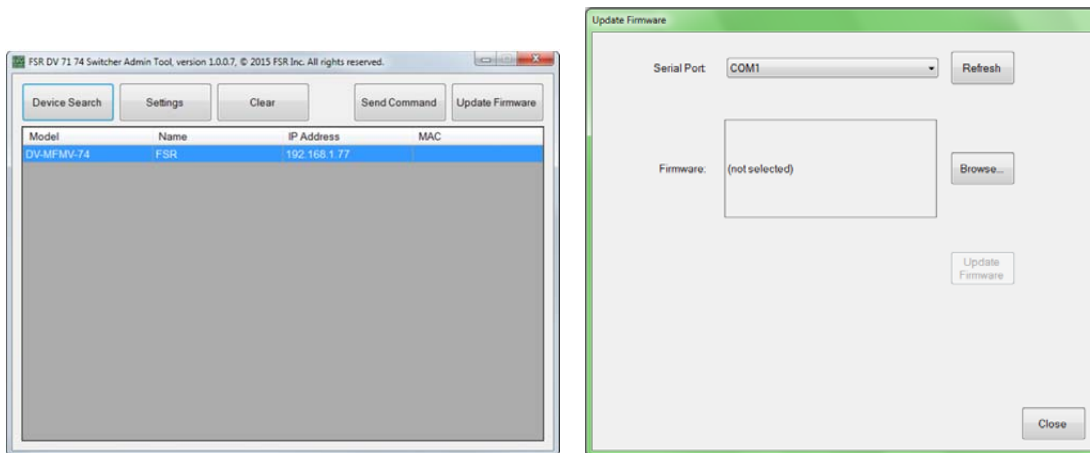 FSR DV 71 74 Switcher Admin Tool, version 1.0.0.7, © 2015 FSR Inc. All rights reserved.
Device Search Settings Clear Send Command Update Firmware
Model Name IP Address MAC
DV-MFMV-74 FSR 192.168.1.77
Update Firmware
Serial Port: COM1 Refresh
Firmware: (not selected) Browse...
Update
Firmware
Close